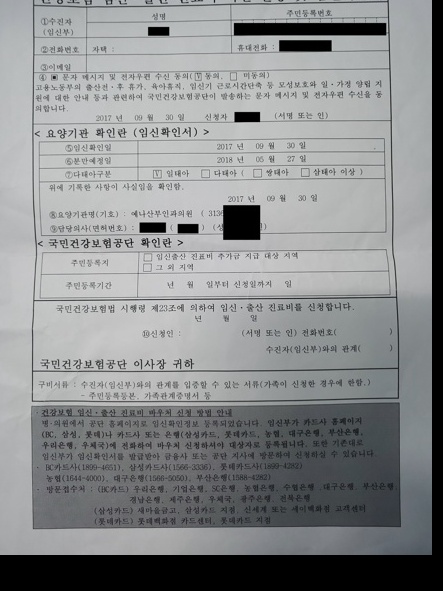 ①수진자
(임신부)
성명
주민등록번호
②전화번호 자택 : 휴대전화 :
③이메일
④ ▣ 문자 메시지 및 전자우편 수신 동의(☑ 동의, □ 미동의)
고용노동부의 출산전·후 휴가, 육아휴직, 임신기 근로시간단축 등 모성보호와 일·가정 양립 지
원에 대한 안내 등과 관련하여 국민건강보험공단이 발송하는 문자 메시지 및 전자우편 수신을 동
의합니다.
2017 년 09 월 30 일 신청자 (서명 또는 인)
< 요양기관 확인란 (임신확인서) >
⑤임신확인일 2017 년 09 월 30 일
⑥분만예정일 2018 년 05 월 27 일
⑦다태아구분 ☑ 일태아 □ 다태아 ( □ 쌍태아 □ 삼태아 이상 )
위에 기록한 사항이 사실임을 확인함.
2017 년 09 월 30 일
⑧요양기관명(기호) : 예나산부인과의원 ( 3136
⑨담당의사(면허번호) : ( )
< 국민건강보험공단 확인란 >
주민등록지 □ 임신출산 진료비 추가금 지급 대상 지역
□ 그 외 지역
주민등록기간 년 월 일부터 신청일까지 일
국민건강보험법 시행령 제23조에 의하여 임신·출산 진료비를 신청합니다.
년 월 일
⑩신청인 : (서명 또는 인) 전화번호( )
수진자(임신부)와의 관계( )
국민건강보험공단 이사장 귀하
구비서류 : 수진자(임신부)와의 관계를 입증할 수 있는 서류(가족이 신청한 경우에 한함.)
- 주민등록등본, 가족관계증명서 등
건강보험 임신·출산 진료비 바우처 신청 방법 안내
병·의원에서 공단 홈페이지로 임신확인정보 등록되었습니다. 임신부가 카드사 홈페이지
(BC, 삼성, 롯데)나 카드사 또는 은행(삼성카드, 롯데카드, 농협, 대구은행, 부산은행,
우리은행, 우체국)에 전화하여 바우처 신청하셔야 대상자로 등록됩니다. 또한 기존대로
임신부가 임신확인서를 발급받아 금융사 또는 공단 지사에 방문하여 신청하실 수 있습니다.
- BC카드사(1899-4651), 삼성카드사(1566-3336), 롯데카드사(1899-4282)
농협(1644-4000), 대구은행(1566-5050), 부산은행(1588-6200)
- 방문접수처 : (BC카드) 우리은행, 기업은행, SC은행, 농협은행, 수협은행, 대구은행, 부산은행,
경남은행, 제주은행, 우체국, 광주은행, 전북은행
(삼성카드) 새마을금고, 삼성카드 지점, 신세계 또는 세이백화점 고객센터
(롯데카드) 롯데백화점 카드센터, 롯데카드 지점